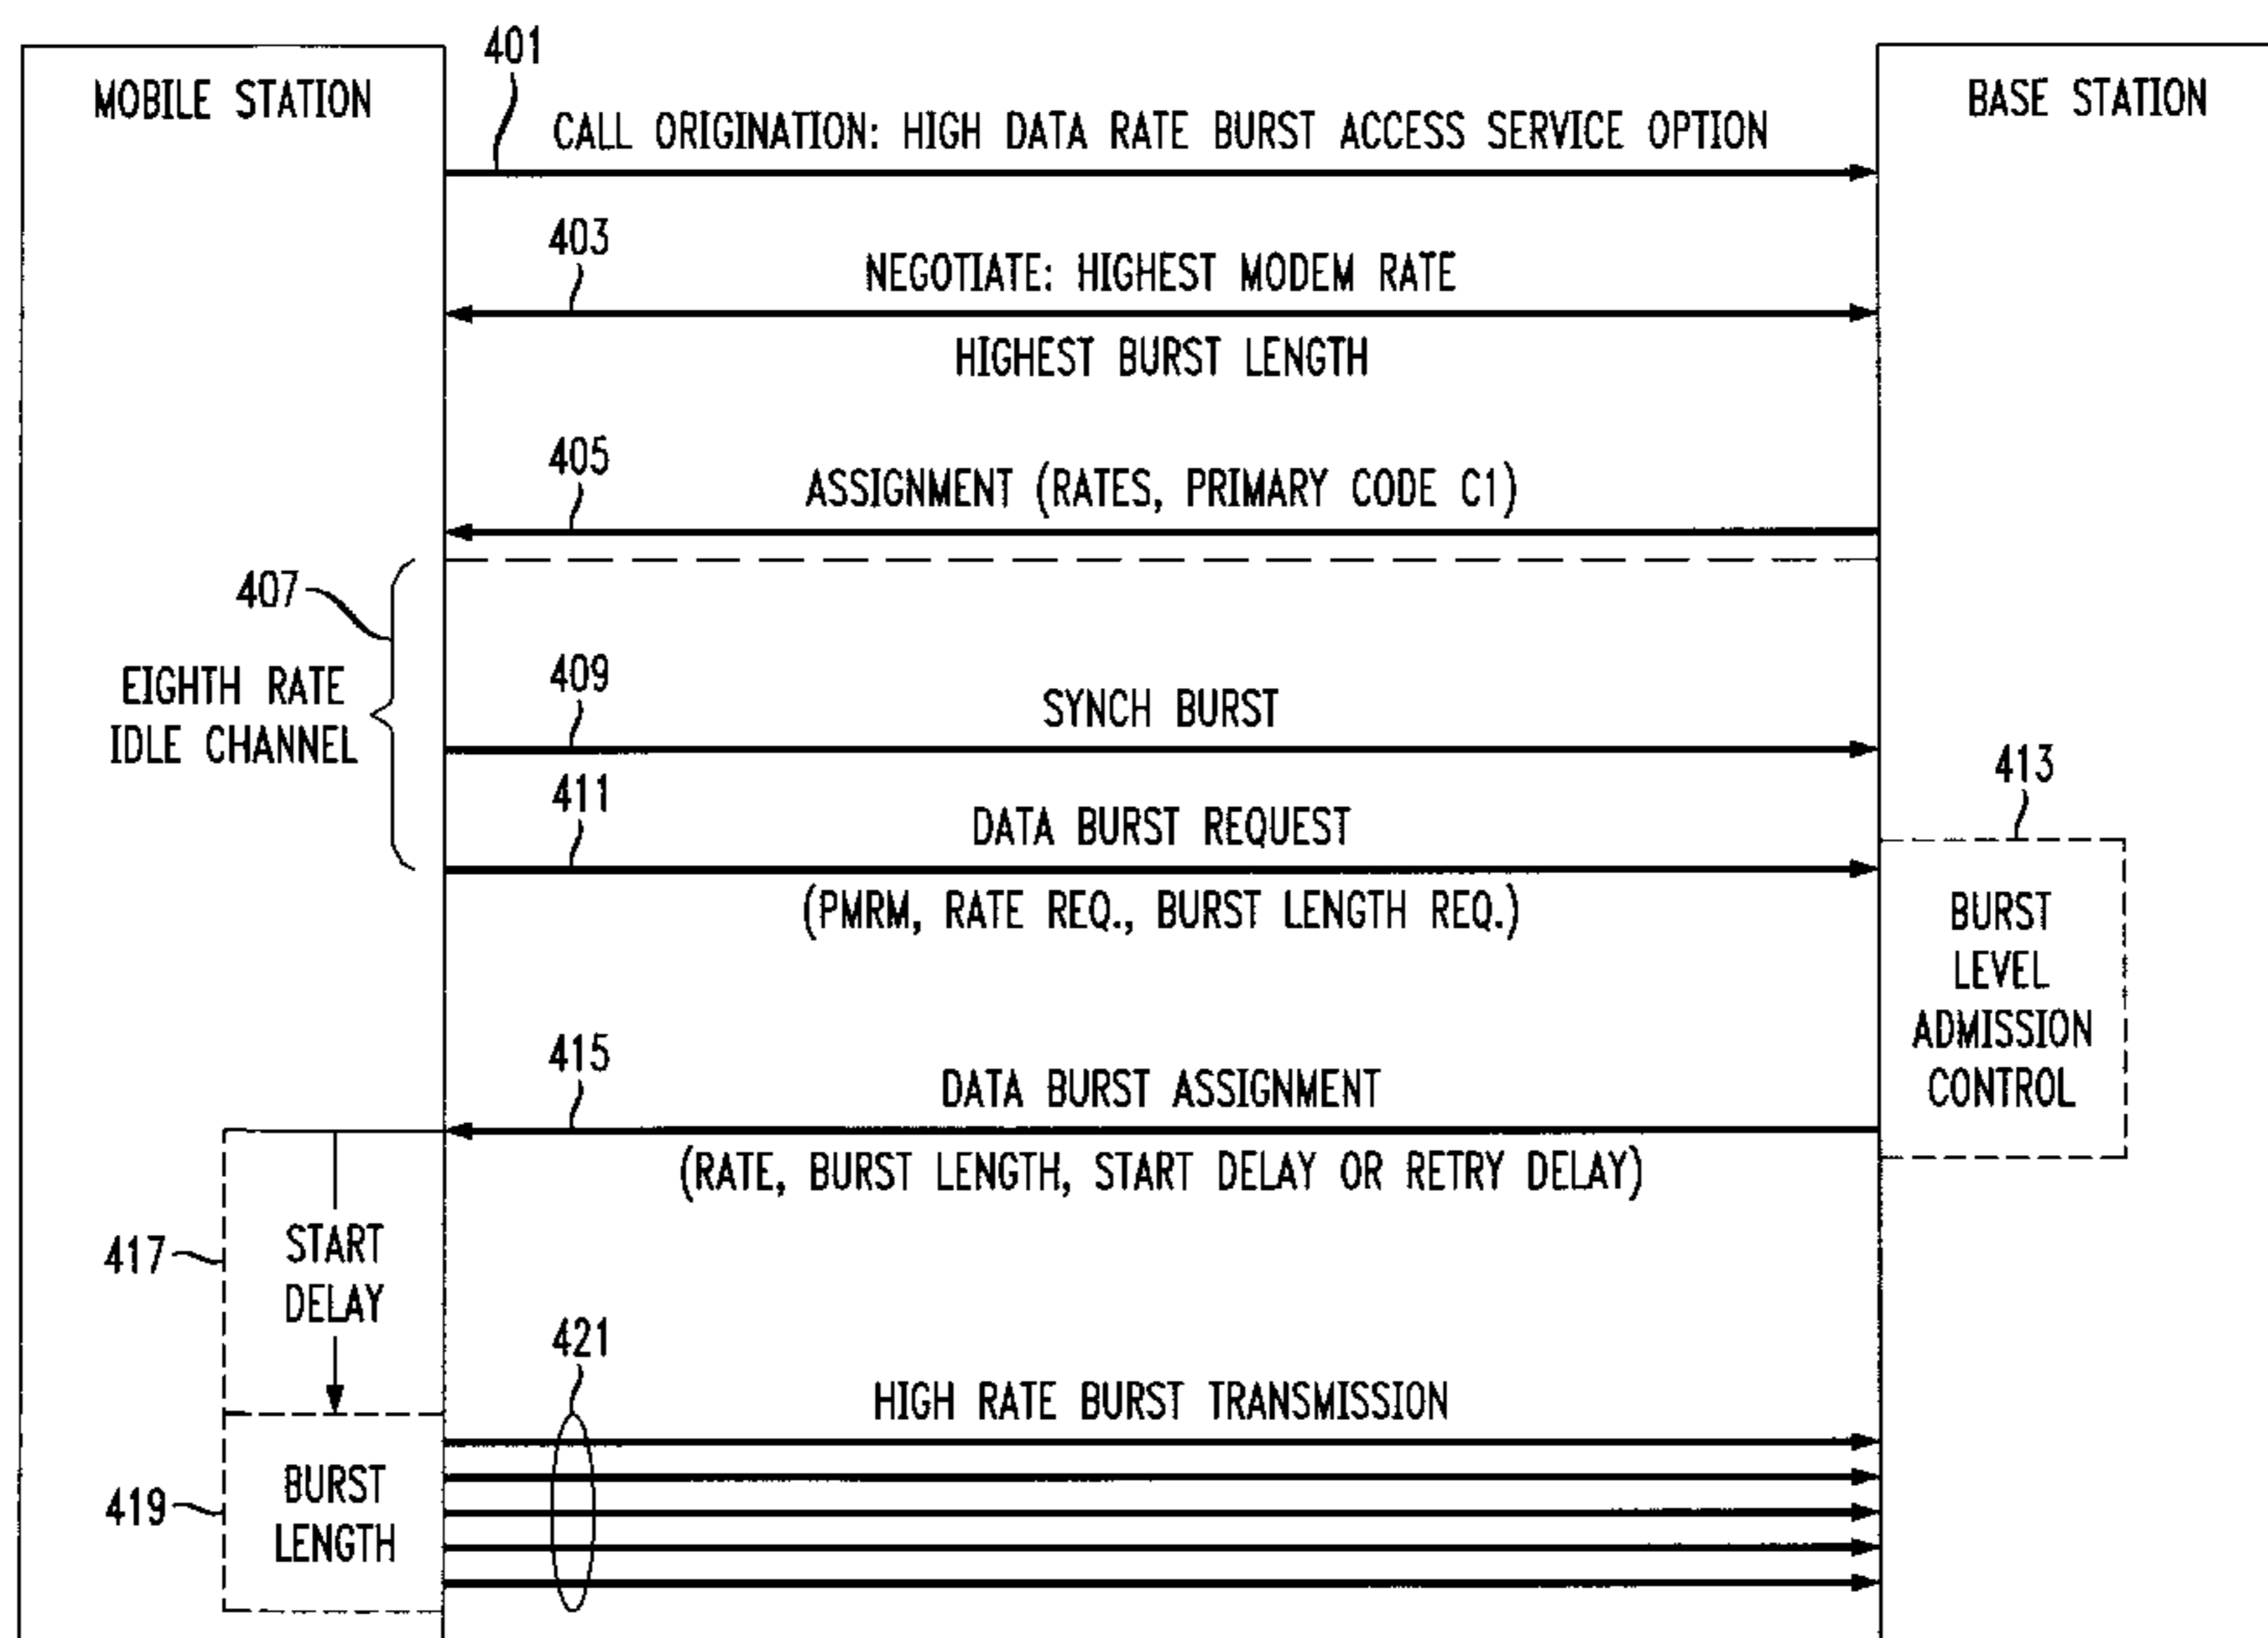 401
MOBILE STATION
BASE STATION
CALL ORIGINATION: HIGH DATA RATE BURST ACCESS SERVICE OPTION
403
NEGOTIATE: HIGHEST MODEM RATE
HIGHEST BURST LENGTH
405
ASSIGNMENT (RATES, PRIMARY CODE C1)
407
EIGHTH RATE
IDLE CHANNEL
409
SYNCH BURST
411
DATA BURST REQUEST
(PMRM, RATE REQ., BURST LENGTH REQ.)
413
BURST
LEVEL
ADMISSION
CONTROL
415
DATA BURST ASSIGNMENT
(RATE, BURST LENGTH, START DELAY OR RETRY DELAY)
417
START
DELAY
421
HIGH RATE BURST TRANSMISSION
419
BURST
LENGTH